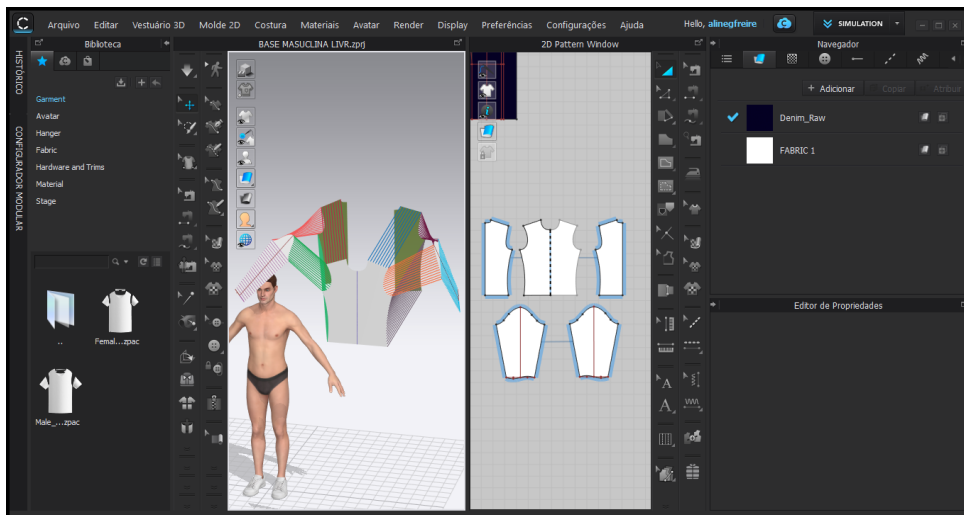 Arquivo Editar Vestuário 3D Molde 2D Costura Materiais Avatar Render Display Preferências Configurações Ajuda Hello, alinegfreire SIMULATION
HISTÓRICO
CONFIGURADOR MODULAR
Biblioteca
Garment
Avatar
Hanger
Fabric
Hardware and Trims
Material
Stage
..
Femal...zpac
Male_...zpac
BASE MASUCLINA LIVR.zprj
2D Pattern Window
Navegador
+ Adicionar Copiar Atribuir
Denim_Raw
FABRIC 1
Editor de Propriedades